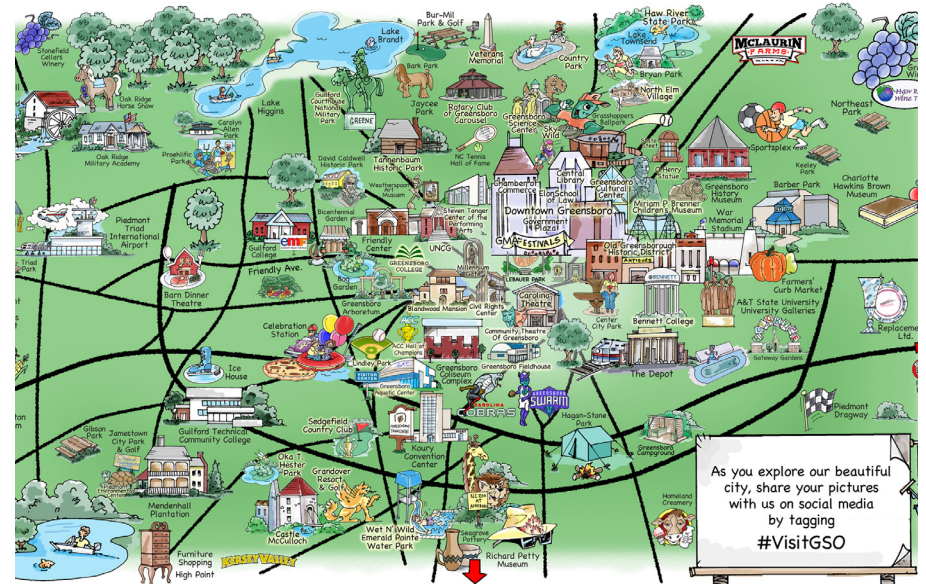 Bur-Mil
Park & Golf
Lake
Brandt
Haw River
State Park
Lake
Townsend
McLAURIN
FARMS
Stonefield
Cellars
Winery
Veterans
Memorial
Country
Park
Bryan Park
Bark Park
Oak Ridge
Horse Show
Lake
Higgins
Guilford
Courthouse
National
Military
Park
GREENE
Jaycee
Park
Rotary Club
of Greensboro
Carousel
North Elm
Village
Greensboro
Science
Center
Grasshoppers
Ballpark
Northeast
Park
Carolyn
Allen
Park
Oak Ridge
Military Academy
Proehlific
Park
Tannenbaum
Historic Park
NC Tennis
Hall of Fame
Sky
Wild
Sportsplex
Keeley
Park
David Caldwell
Historic Park
Weatherspoon
Art
Museum
Chamber of
Commerce
Central
Library
Elon School
of Law
Greensboro
Cultural
Center
O'Henry
Statue
Greensboro
History
Museum
Barber Park
Charlotte
Hawkins Brown
Museum
Miriam P. Brenner
Children's Museum
Piedmont
Triad
International
Airport
Bicentennial
Garden
Steven Tanger
Center of the
Performing
Arts
Downtown Greensboro
War
Memorial
Stadium
Guilford
College
emf
Friendly
Center
UNCG
GREENSBORO
COLLEGE
FESTIVALS
Old Greensborough
Historic District
ANTIQUES
Triad
Park
Friendly Ave.
Bog
Garden
LEBAUER PARK
BENNETT
Farmers'
Curb Market
Barn Dinner
Theatre
Greensboro
Arboretum
Blandwood Mansion
Civil Rights
Center
Carolina
Theatre
Center
City Park
Bennett College
A&T State University
University Galleries
Celebration
Station
Lindley Park
ACC Hall of
Champions
Community Theatre
Of Greensboro
Gateway Gardens
Ice
House
VISITOR
CENTER
Greensboro
Aquatic Center
Greensboro
Coliseum
Complex
Greensboro Fieldhouse
The Depot
CAROLINA
COBRAS
GREENSBORO
SWARM
Piedmont
Dragway
Gibson
Park
Jamestown
City Park
& Golf
Guilford Technical
Community College
Sedgefield
Country Club
Koury
Convention
Center
Hagan-Stone
Park
Greensboro
Campground
Oka T.
Hester
Park
Grandover
Resort
& Golf
Mendenhall
Plantation
Castle
McCulloch
Wet N' Wild
Emerald Pointe
Water Park
Seagrove
Pottery
Richard Petty
Museum
Homeland
Creamery
Furniture
Shopping
High Point
KERSEY VALLEY
As you explore our beautiful
city, share your pictures
with us on social media
by tagging
#VisitGSO